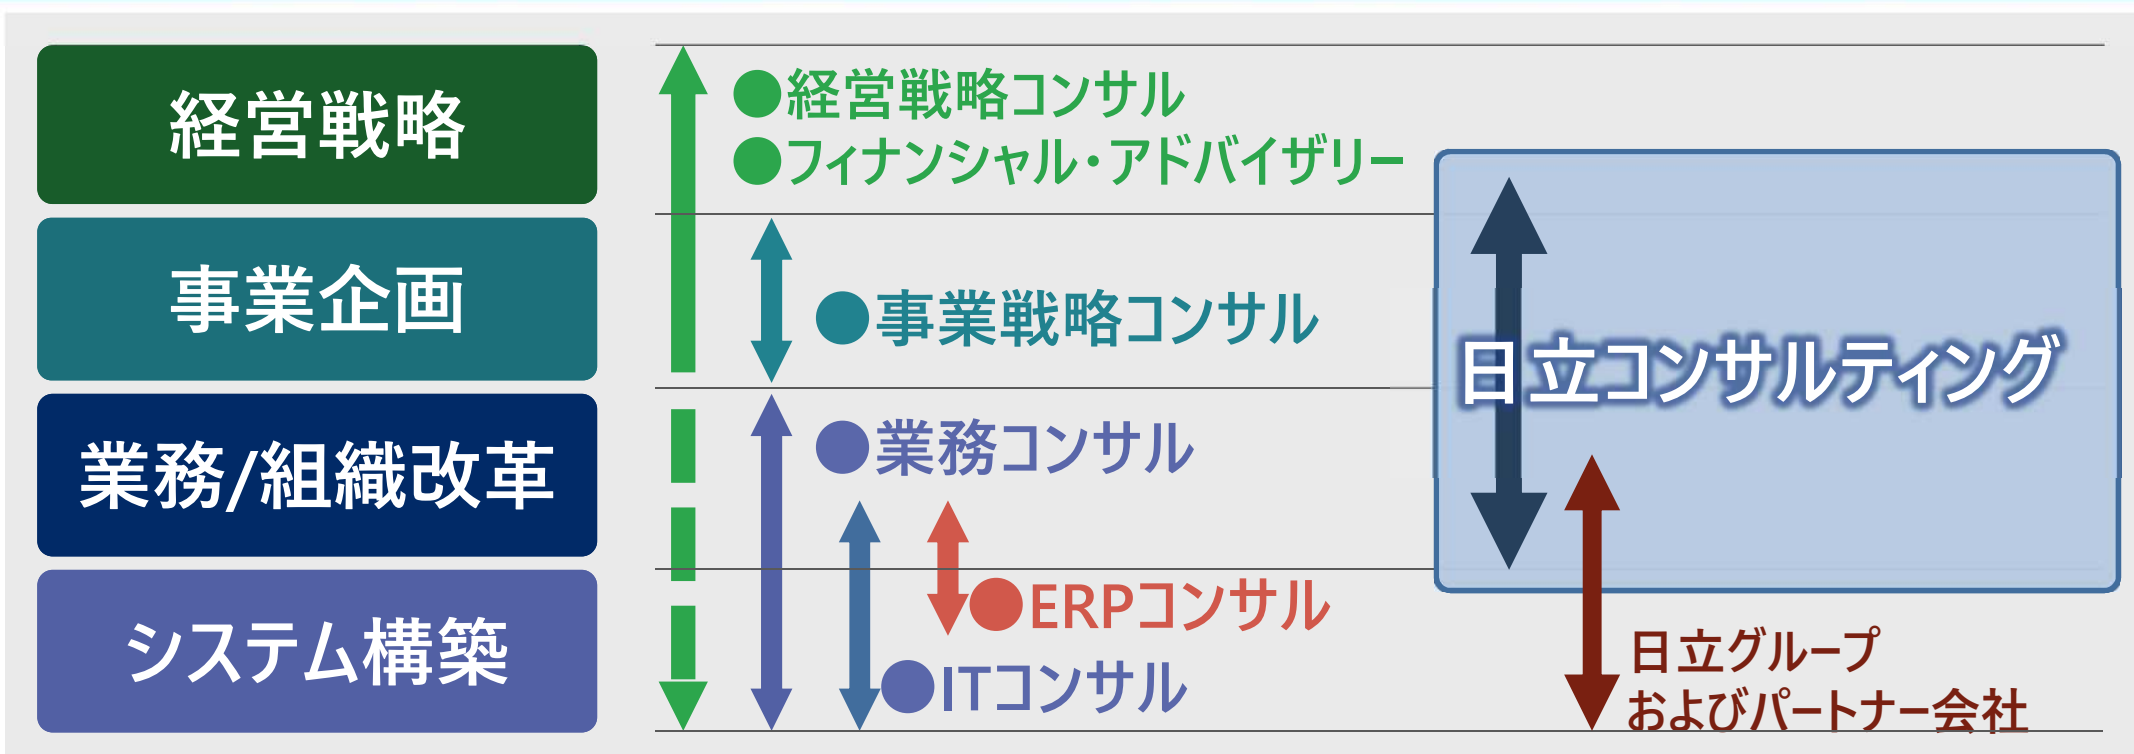 経営戦略
事業企画
業務/組織改革
システム構築
●経営戦略コンサル
●フィナンシャル・アドバイザリー
●事業戦略コンサル
●業務コンサル
●ERPコンサル
●ITコンサル
日立コンサルティング
日立グループ
およびパートナー会社